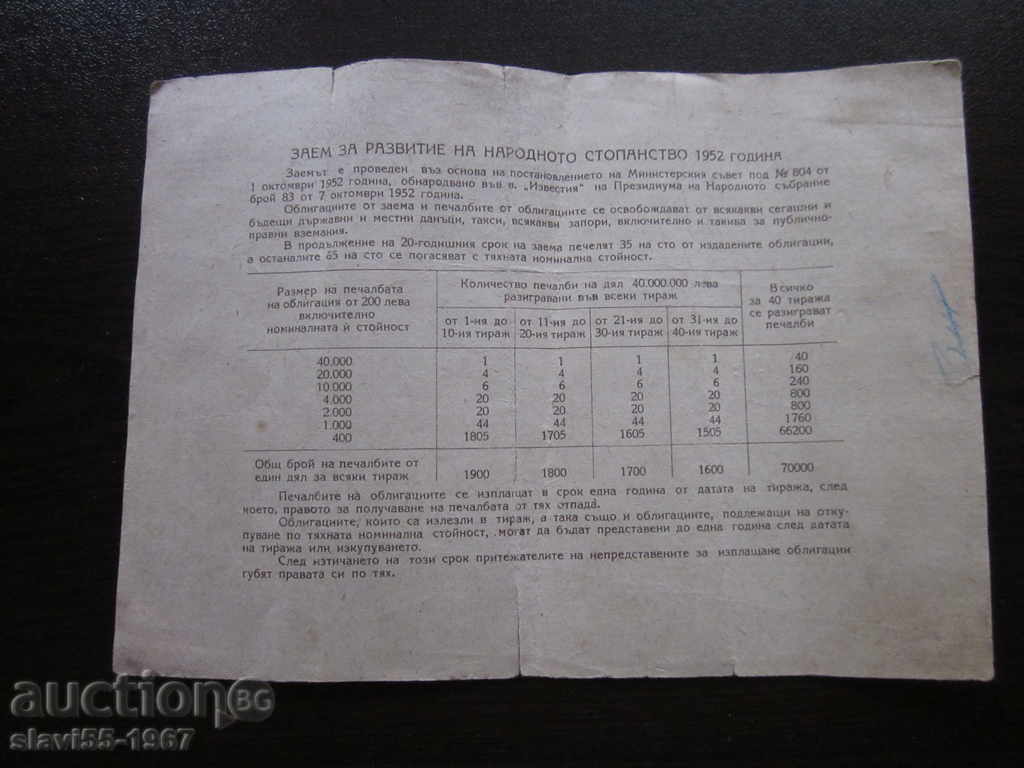 ЗАЕМ ЗА РАЗВИТИЕ НА НАРОДНОТО СТОПАНСТВО 1952 ГОДИНА
Заемът е проведен въз основа на постановлението на Министерския съвет под № 804 от
1 октомври 1952 година, обнародвано във в. „Известия" на Президиума на Народното събрание
брой 83 от 7 октомври 1952 година.
Облигациите от заема и печалбите от облигациите се освобождават от всякакви сегашни и
бъдещи държавни и местни данъци, такси, всякакви запори, включително и такива за публично-
правни вземания.
В продължение на 20-годишния срок на заема печелят 35 на сто от издадените облигации,
а останалите 65 на сто се погасяват с тяхната номинална стойност.
Размер на печалбата
на облигация от 200 лева
включително
номиналната ѝ стойност
Количество печалби на дял 40.000.000 лева
разигравани във всеки тираж
от 1-ия до
10-ия тираж
от 11-ия до
20-ия тираж
от 21-ия до
30-ия тираж
от 31-ия до
40-ия тираж
Всичко
за 40 тиража
се разиграват
печалби
40.000 1 1 1 1 40
20.000 4 4 4 4 160
10.000 6 6 6 6 240
4.000 20 20 20 20 800
2.000 20 20 20 20 800
1.000 44 44 44 44 1760
400 1805 1705 1605 1505 66200
Общ брой на печалбите от
един дял за всяки тираж 1900 1800 1700 1600 70000
Печалбите на облигациите се изплащат в срок една година от датата на тиража, след
което, правото за получаване на печалбата от тях отпада.
Облигациите, които са излезли в тираж, а така също и облигациите, подлежащи на отку-
пуване по тяхната номинална стойност, могат да бъдат представени до една година след датата
на тиража или изкупуването.
След изтичането на този срок притежателите на непредставените за изплащане облигации
губят правата си по тях.
auctionBG
slavi55-1967